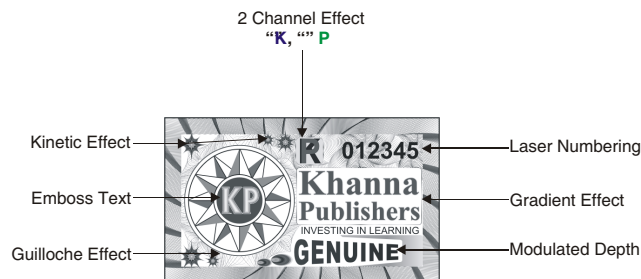 2 Channel Effect
“K, “” P
Kinetic Effect
Emboss Text
Guilloche Effect
KP
K 012345
Khanna
Publishers
INVESTING IN LEARNING
GENUINE
Laser Numbering
Gradient Effect
Modulated Depth